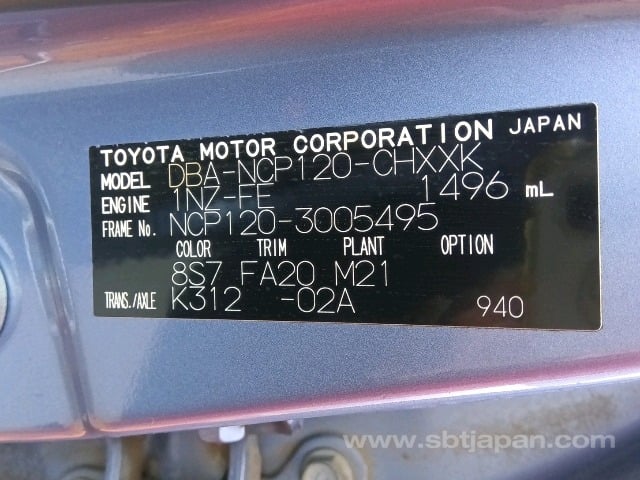 TOYOTA MOTOR CORPORATION JAPAN
MODEL DBA-NCP120-CHXXK
ENGINE 1NZ-FE 1496 mL
FRAME No. NCP120-3005495
COLOR TRIM PLANT OPTION
8S7 FA20 M21
TRANS./AXLE K312 -02A 940
www.sbtjapan.com